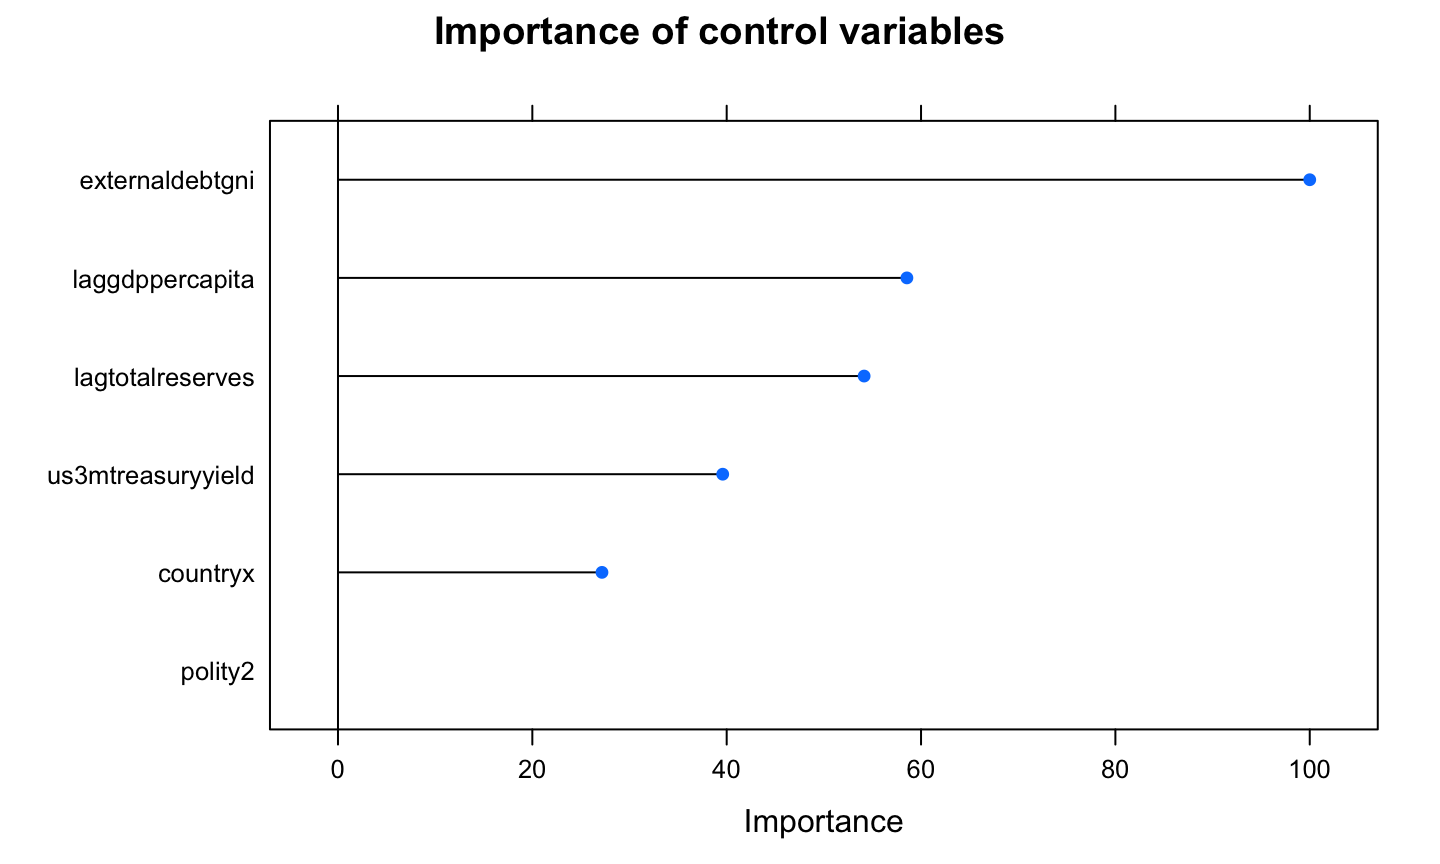 Importance of control variables
externaldebtgni
laggdppercapita
lagtotalreserves
us3mtreasuryyield
countryx
polity2
0 20 40 60 80 100
Importance